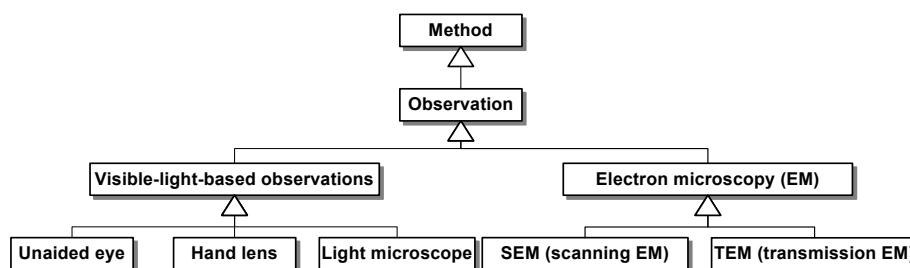 Method
Observation
Visible-light-based observations
Electron microscopy (EM)
Unaided eye
Hand lens
Light microscope
SEM (scanning EM)
TEM (transmission EM)